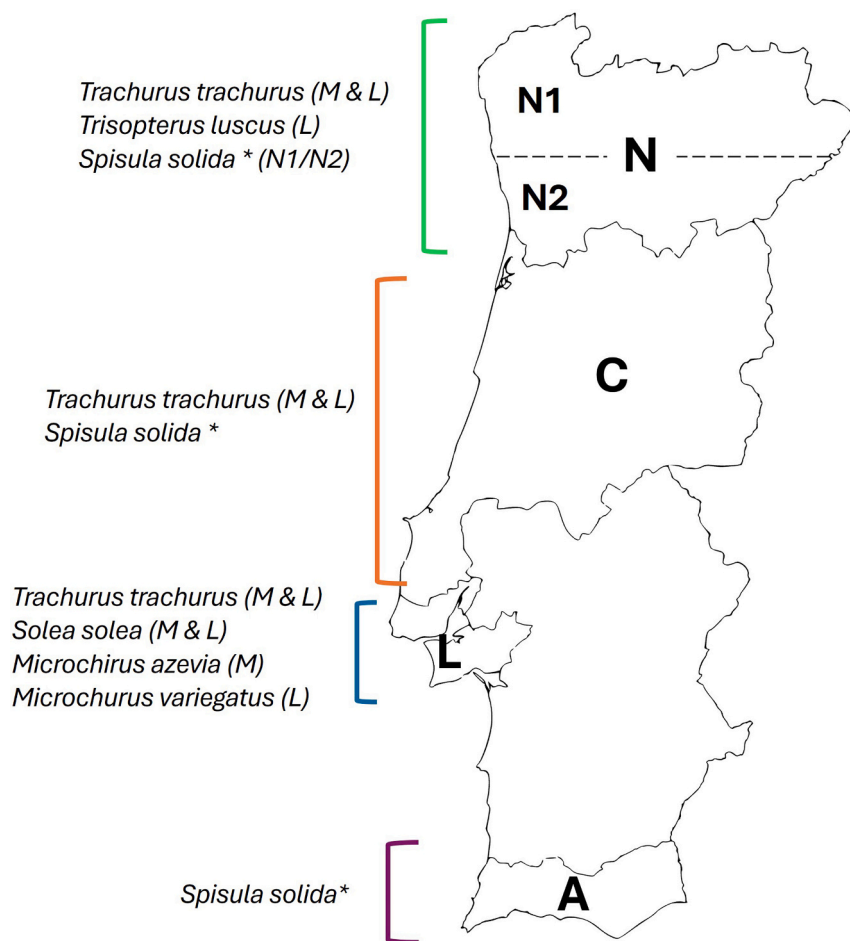 Trachurus trachurus (M & L)
Trisopterus luscus (L)
Spisula solida * (N1/N2)
N1
N
N2
Trachurus trachurus (M & L)
Spisula solida *
C
Trachurus trachurus (M & L)
Solea solea (M & L)
Microchirus azevia (M)
Microchurus variegatus (L)
L
Spisula solida*
A